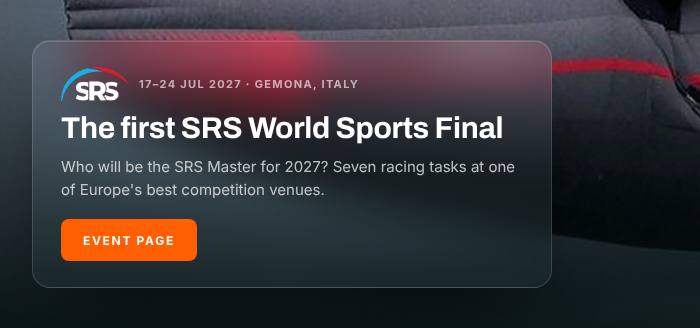 SRS
17–24 JUL 2027 · GEMONA, ITALY
The first SRS World Sports Final
Who will be the SRS Master for 2027? Seven racing tasks at one
of Europe's best competition venues.
EVENT PAGE